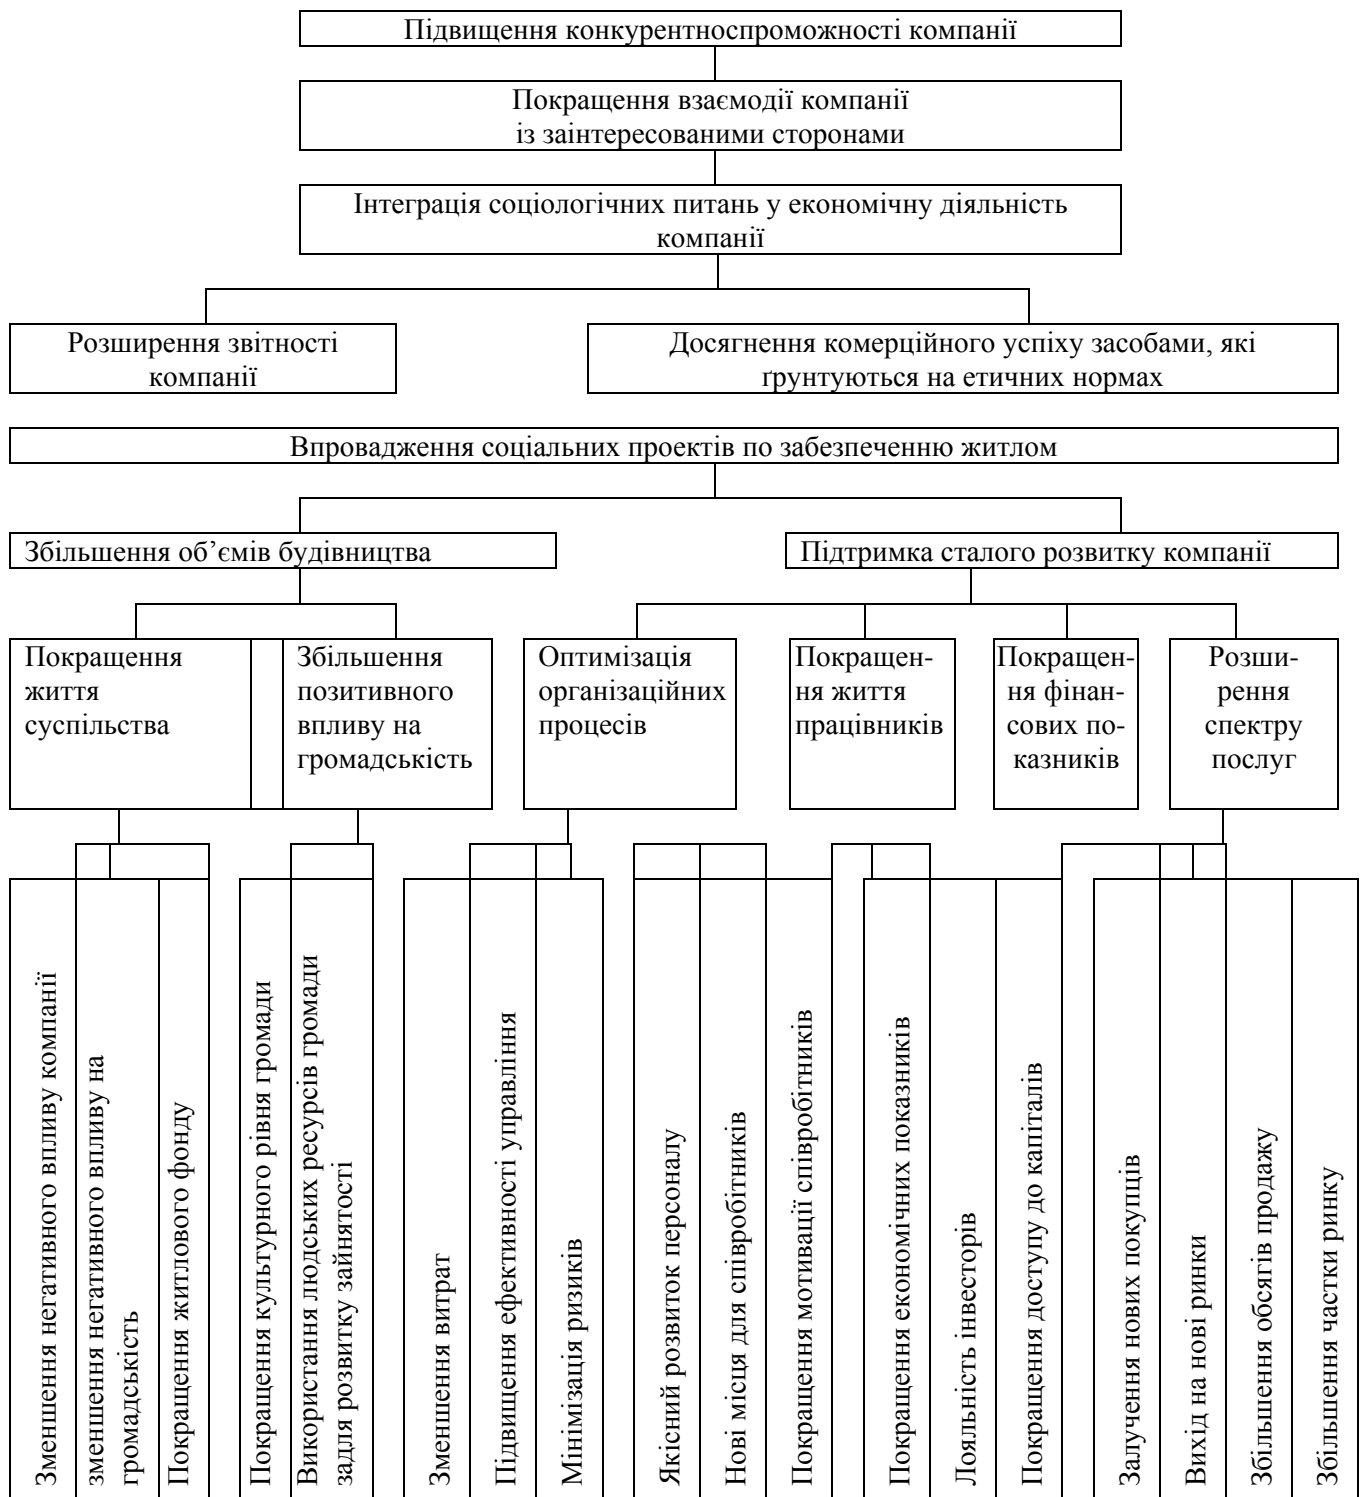 Підвищення конкурентноспроможності компанії
Покращення взаємодії компанії
із заінтересованими сторонами
Інтеграція соціологічних питань у економічну діяльність
компанії
Розширення звітності
компанії
Досягнення комерційного успіху засобами, які
ґрунтуються на етичних нормах
Впровадження соціальних проектів по забезпеченню житлом
Збільшення об’ємів будівництва
Підтримка сталого розвитку компанії
Покращення
життя
суспільства
Збільшення
позитивного
впливу на
громадськість
Оптимізація
організаційних
процесів
Покращен-
ня життя
працівників
Покращен-
ня фінан-
сових по-
казників
Розши-
рення
спектру
послуг
Зменшення негативного впливу компанії
зменшення негативного впливу на
громадськість
Покращення житлового фонду
Покращення культурного рівня громади
Використання людських ресурсів громади
задля розвитку зайнятості
Зменшення витрат
Підвищення ефективності управління
Мінімізація ризиків
Якісний розвиток персоналу
Нові місця для співробітників
Покращення мотивації співробітників
Покращення економічних показників
Лояльність інвесторів
Покращення доступу до капіталів
Залучення нових покупців
Вихід на нові ринки
Збільшення обсягів продажу
Збільшення частки ринку